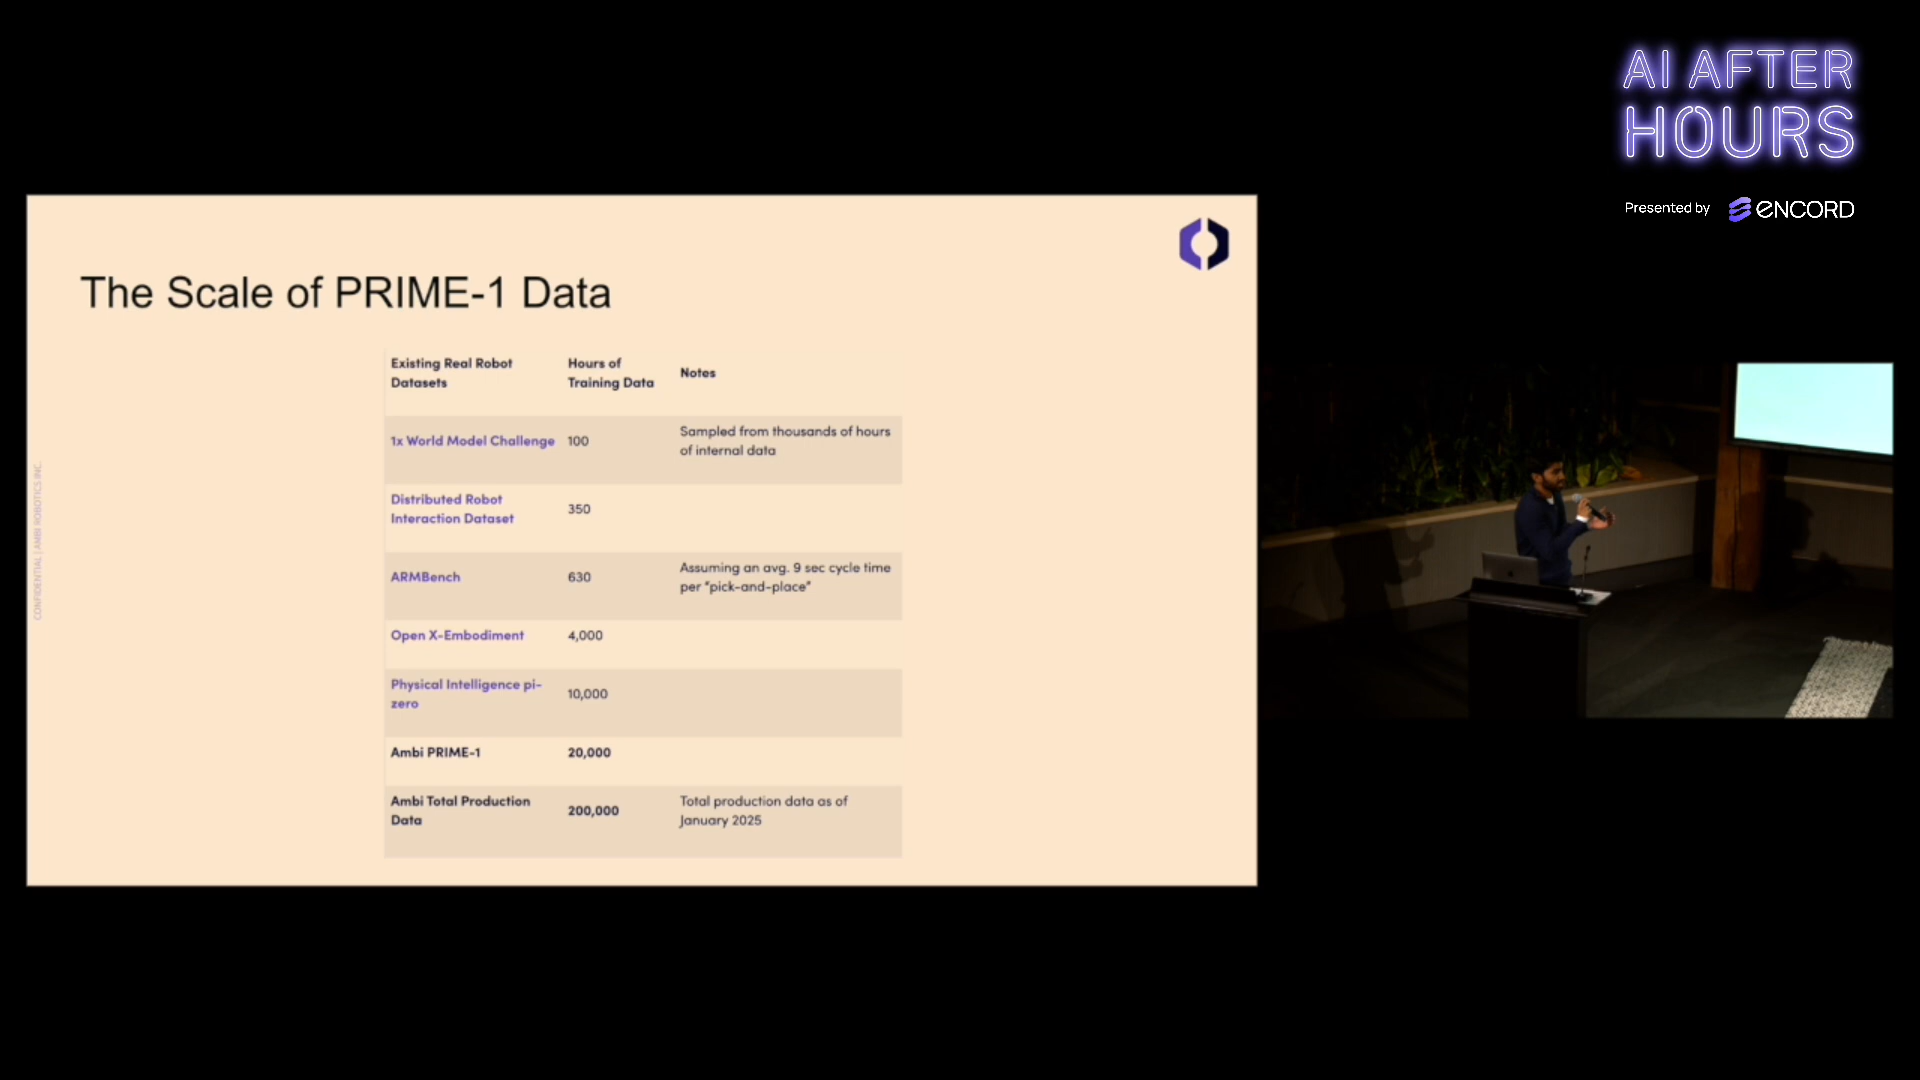 AI AFTER
HOURS
Presented by ENCORD
The Scale of PRIME-1 Data
Existing Real Robot
Datasets
Hours of
Training Data
Notes
1x World Model Challenge
100
Sampled from thousands of hours
of internal data
Distributed Robot
Interaction Dataset
350
ARMBench
630
Assuming an avg. 9 sec cycle time
per "pick-and-place"
Open X-Embodiment
4,000
Physical Intelligence pi-
zero
10,000
Ambi PRIME-1
20,000
Ambi Total Production
Data
200,000
Total production data as of
January 2025
CONFIDENTIAL | AMBI ROBOTICS INC.